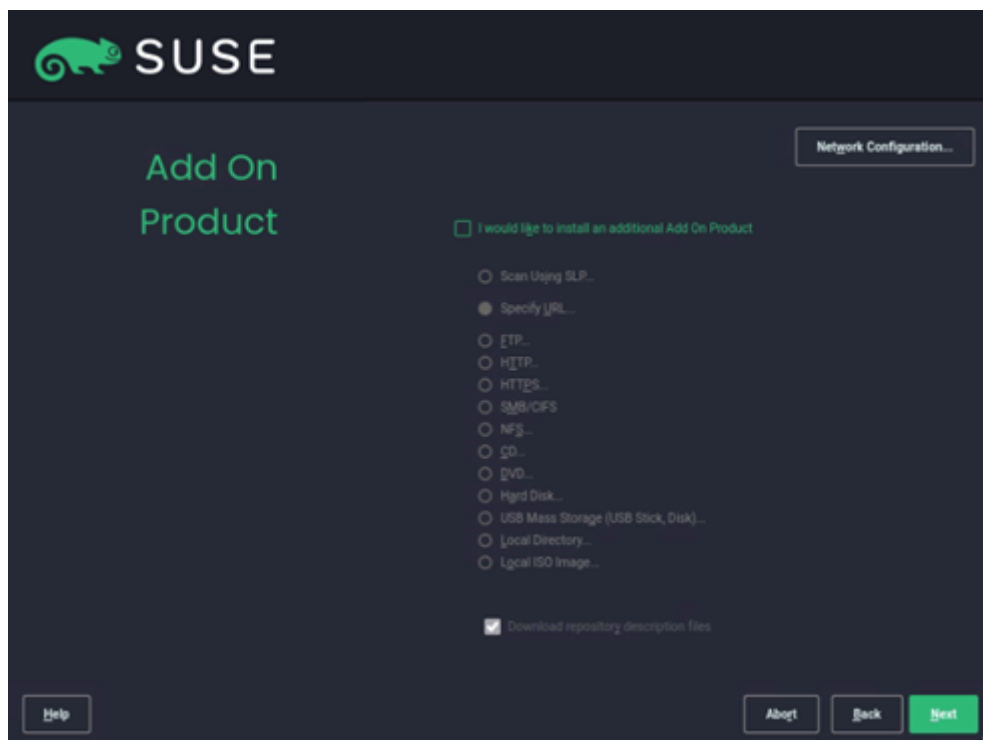 SUSE
Network Configuration...
Add On
Product
I would like to install an additional Add On Product
Scan Using SLP...
Specify URL...
FTP...
HTTP...
HTTPS...
SMB/CIFS
NFS...
CD...
DVD...
Hard Disk...
USB Mass Storage (USB Stick, Disk)...
Local Directory...
Local ISO Image...
Download repository description files
Help
Abort
Back
Next